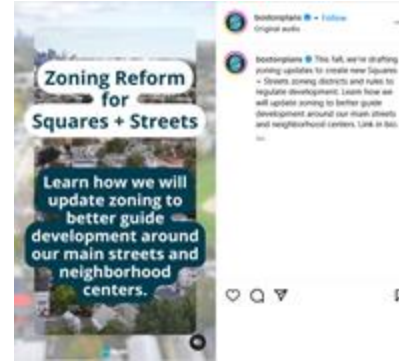 Zoning Reform
for
Squares + Streets
Learn how we will
update zoning to
better guide
development around
our main streets and
neighborhood
centers.
bostonplans • Follow
Original audio
bostonplans This fall, we're drafting
zoning updates to create new Squares
+ Streets zoning districts and rules to
regulate development. Learn how we
will update zoning to better guide
development around our main streets
and neighborhood centers. Link in bio.